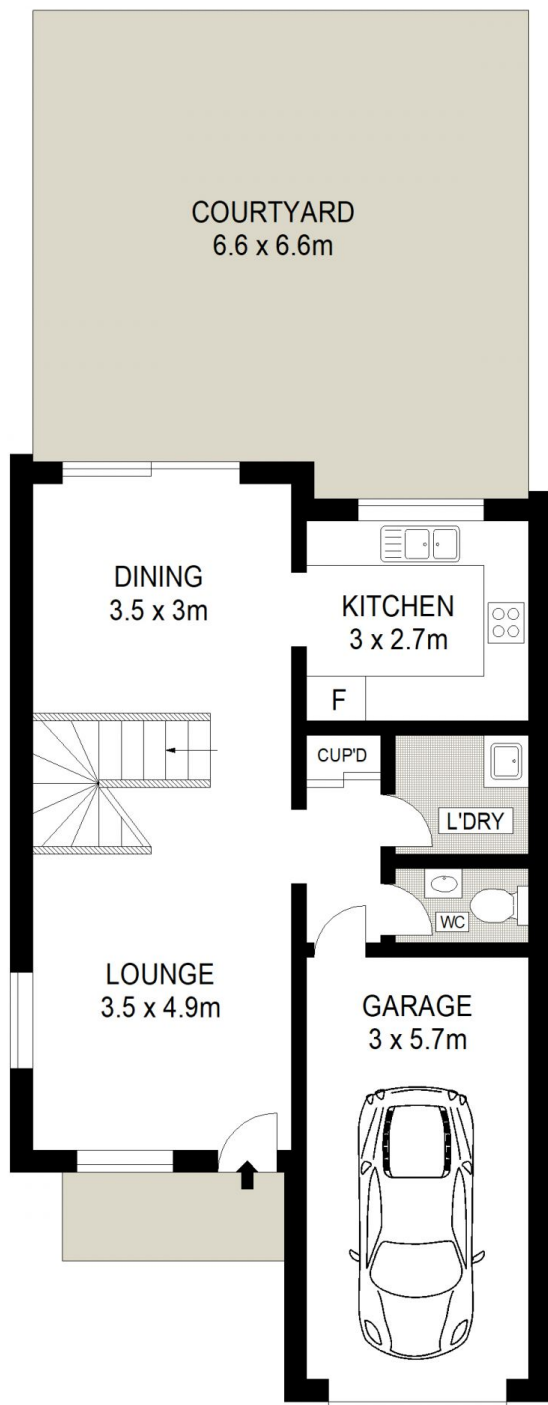 COURTYARD
6.6 x 6.6m
DINING
3.5 x 3m
KITCHEN
3 x 2.7m
F
CUP'D
L'DRY
WC
LOUNGE
3.5 x 4.9m
GARAGE
3 x 5.7m